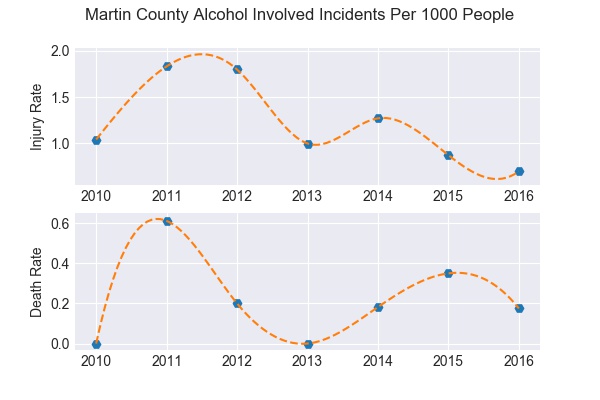 Martin County Alcohol Involved Incidents Per 1000 People
2.0
1.5
1.0
Injury Rate
2010 2011 2012 2013 2014 2015 2016
0.6
0.4
0.2
0.0
Death Rate
2010 2011 2012 2013 2014 2015 2016